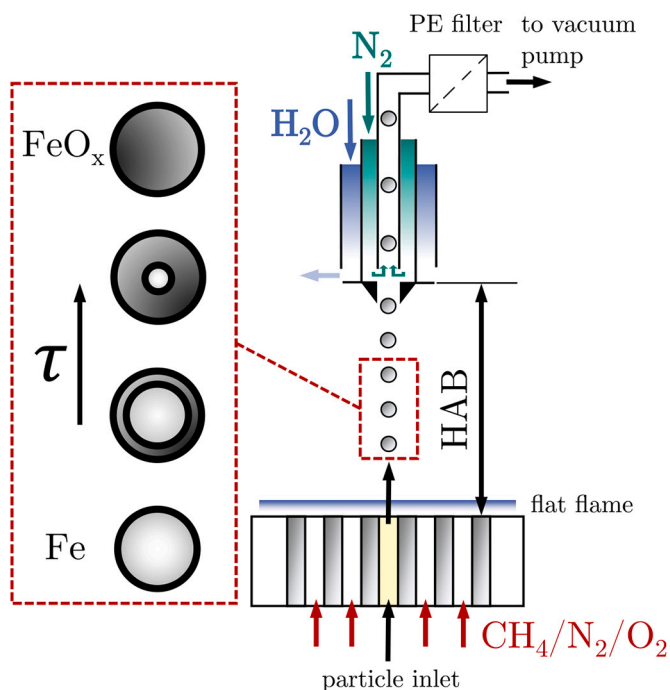 PE filter to vacuum
pump
N₂
H₂O
FeOₓ
τ
HAB
flat flame
Fe
CH₄/N₂/O₂
particle inlet